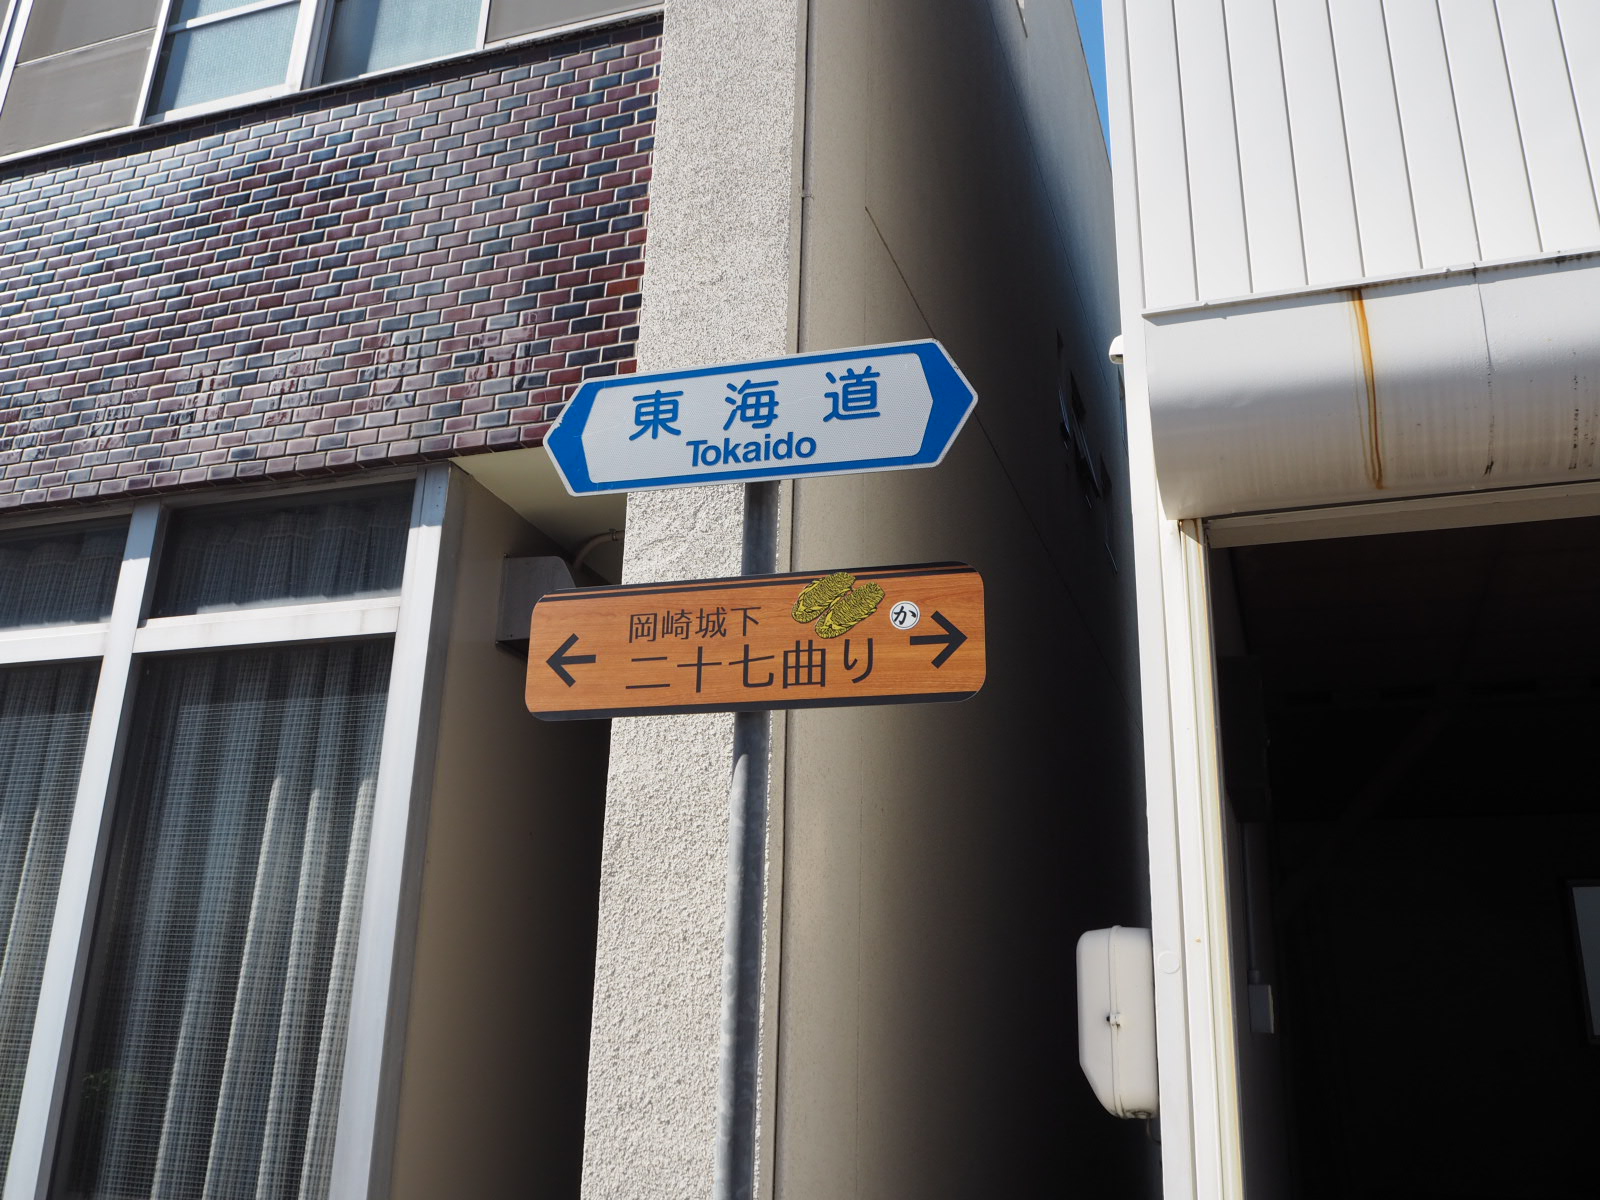 東海道
Tokaido
岡崎城下
二十七曲り
か